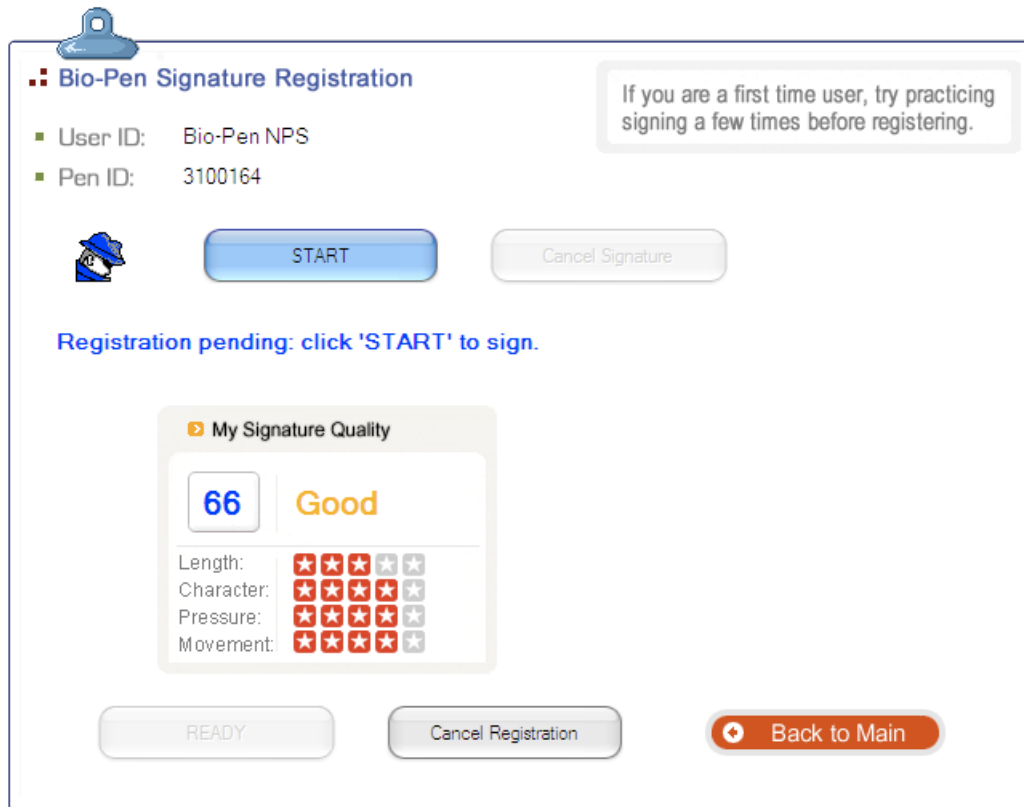 Bio-Pen Signature Registration
If you are a first time user, try practicing
signing a few times before registering.
User ID: Bio-Pen NPS
Pen ID: 3100164
START
Cancel Signature
Registration pending: click 'START' to sign.
My Signature Quality
66 Good
Length:
Character:
Pressure:
Movement:
READY
Cancel Registration
Back to Main